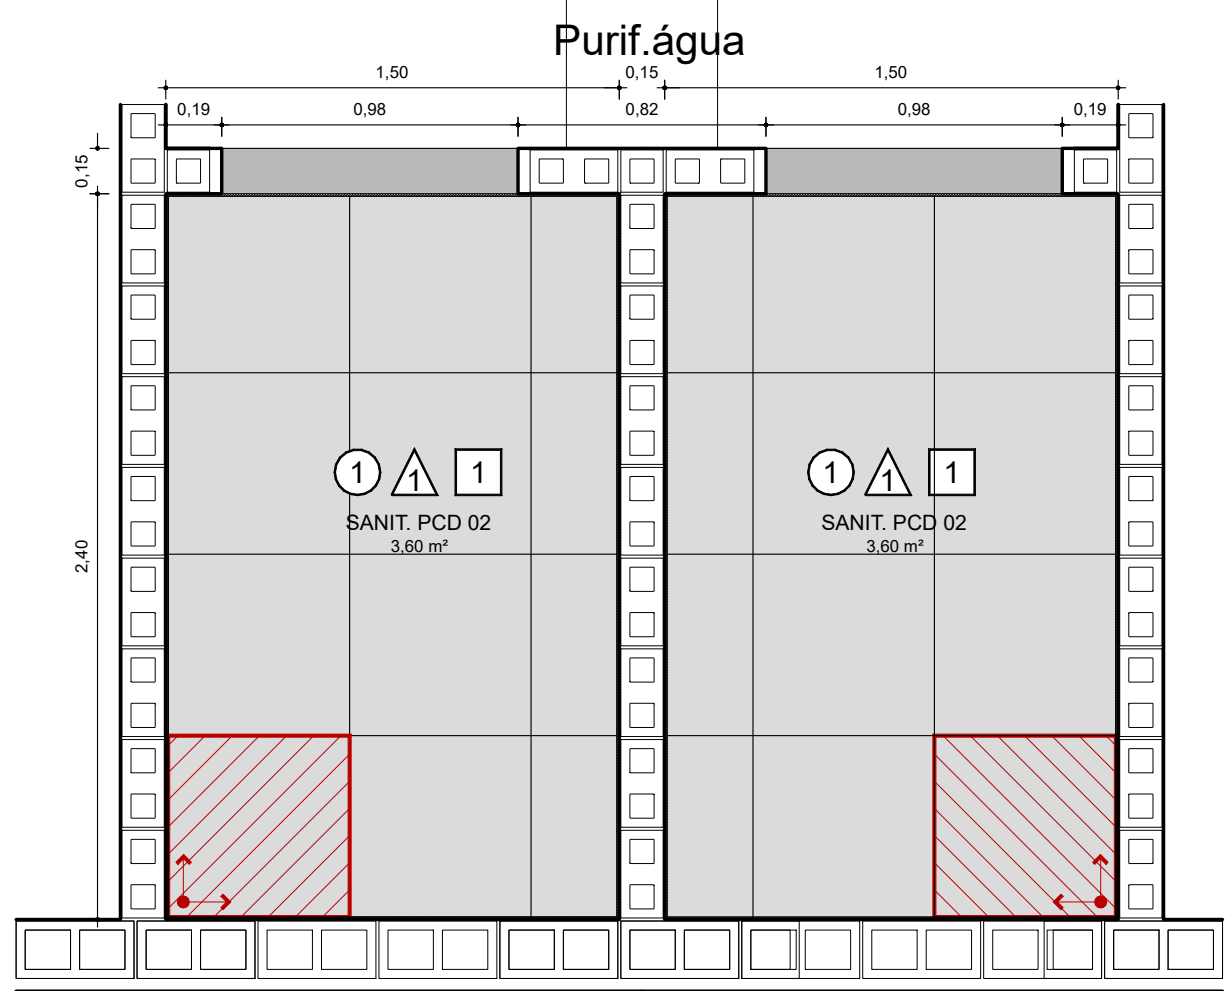 Purif.água
1,50 0,15 1,50
0,19 0,98 0,82 0,98 0,19
0,15
1 1 1 1 1 1
SANIT. PCD 02 SANIT. PCD 02
3,60 m² 3,60 m²
2,40